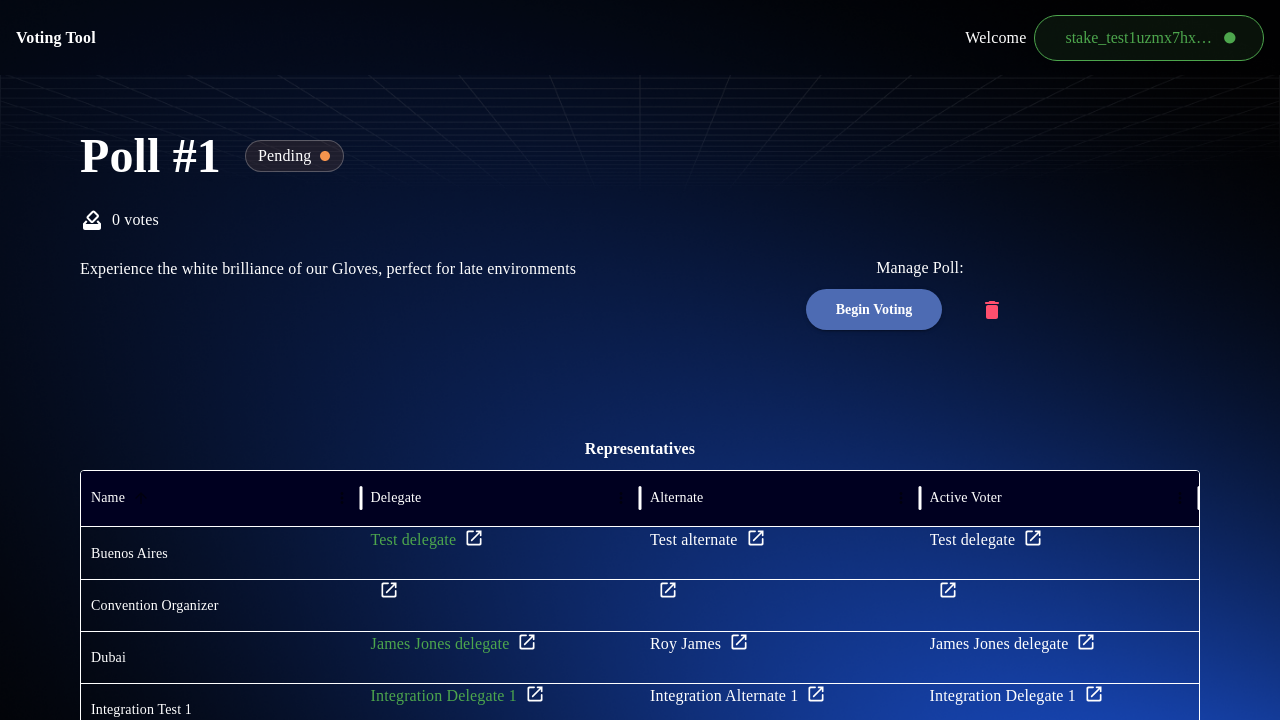 Voting Tool
Welcome stake_test1uzmx7hx…
Poll #1 Pending
0 votes
Experience the white brilliance of our Gloves, perfect for late environments
Manage Poll:
Begin Voting
Representatives
Name Delegate Alternate Active Voter
Buenos Aires Test delegate Test alternate Test delegate
Convention Organizer
Dubai James Jones delegate Roy James James Jones delegate
Integration Test 1 Integration Delegate 1 Integration Alternate 1 Integration Delegate 1